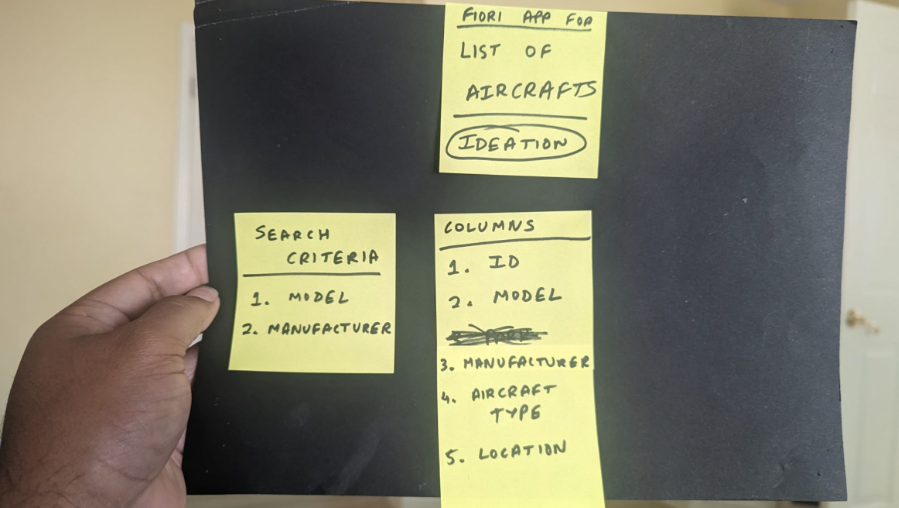 FIORI APP FOR
LIST OF
AIRCRAFTS
IDEATION
SEARCH
CRITERIA
1. MODEL
2. MANUFACTURER
COLUMNS
1. ID
2. MODEL
3. MANUFACTURER
4. AIRCRAFT
TYPE
5. LOCATION